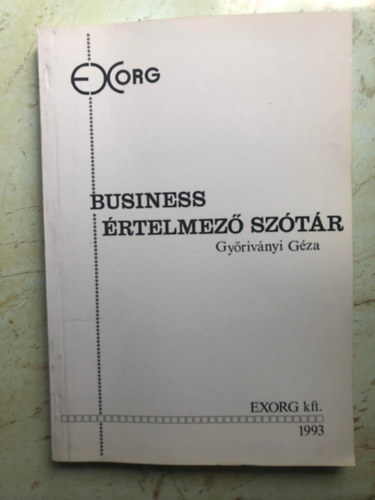 EXORG
BUSINESS
ÉRTELMEZŐ SZÓTÁR
Győriványi Géza
EXORG kft.
1993